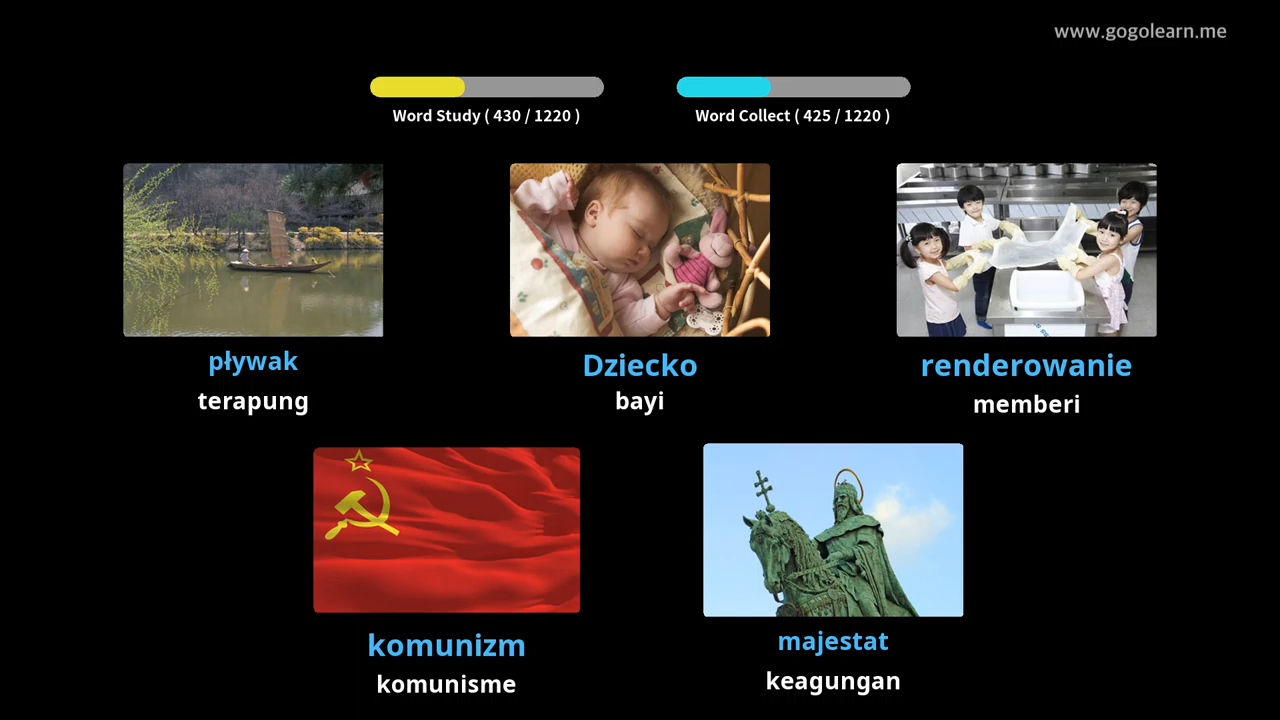 www.gogolearn.me
Word Study ( 430 / 1220 )
Word Collect ( 425 / 1220 )
pływak
terapung
Dziecko
bayi
renderowanie
memberi
komunizm
komunisme
majestat
keagungan